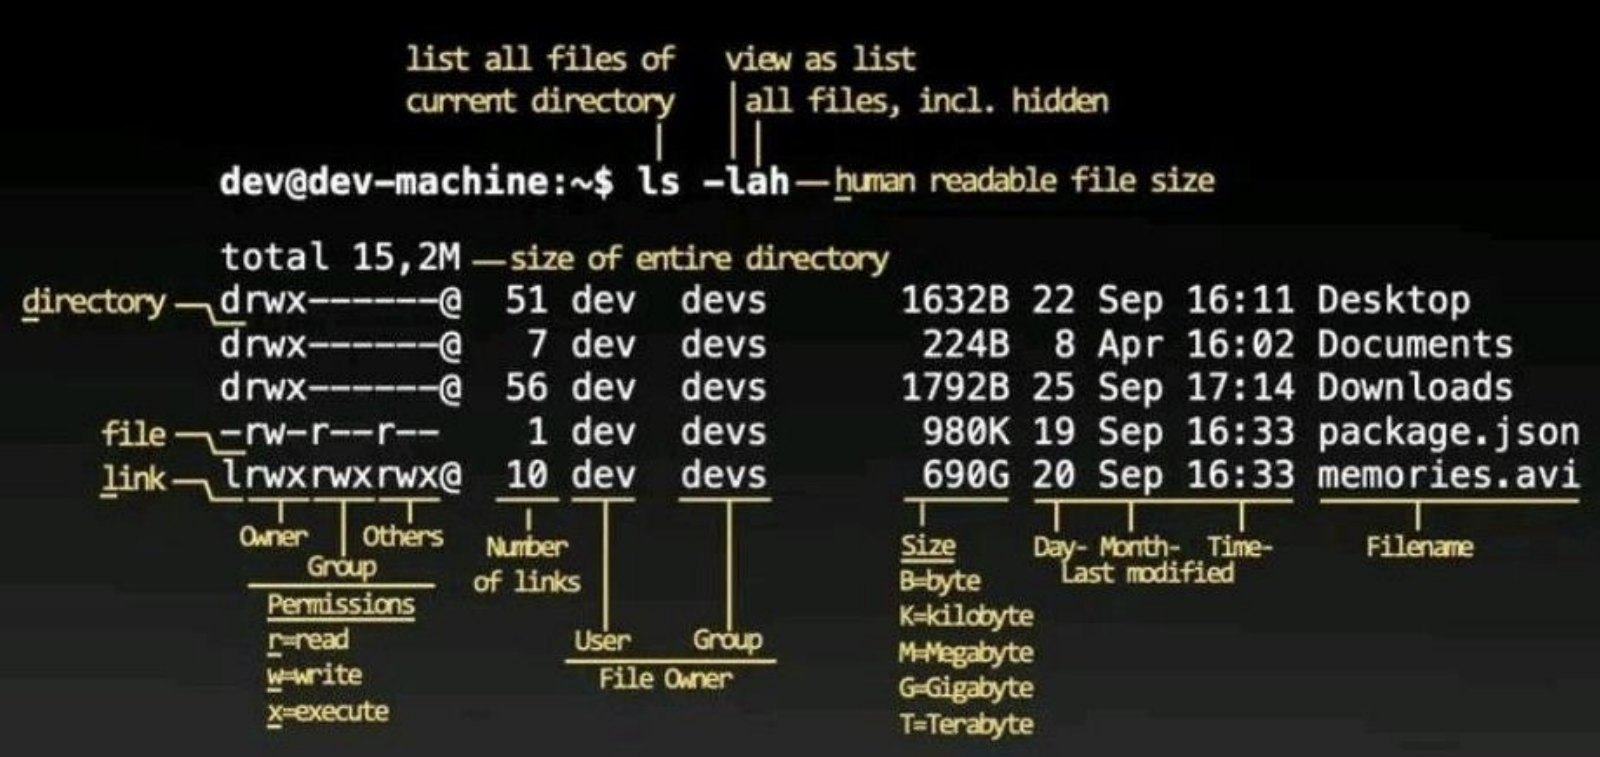 list all files of
current directory
view as list
all files, incl. hidden
dev@dev-machine:~$ ls -lah
human readable file size
total 15,2M
size of entire directory
directory
drwx------@ 51 dev devs 1632B 22 Sep 16:11 Desktop
drwx------@ 7 dev devs 224B 8 Apr 16:02 Documents
drwx------@ 56 dev devs 1792B 25 Sep 17:14 Downloads
file
-rw-r--r-- 1 dev devs 980K 19 Sep 16:33 package.json
link
lrwxrwxrwx@ 10 dev devs 690G 20 Sep 16:33 memories.avi
Owner
Others
Group
Permissions
r=read
w=write
x=execute
Number
of links
User
Group
File Owner
Size
B=byte
K=kilobyte
M=Megabyte
G=Gigabyte
T=Terabyte
Day- Month- Time-
Last modified
Filename